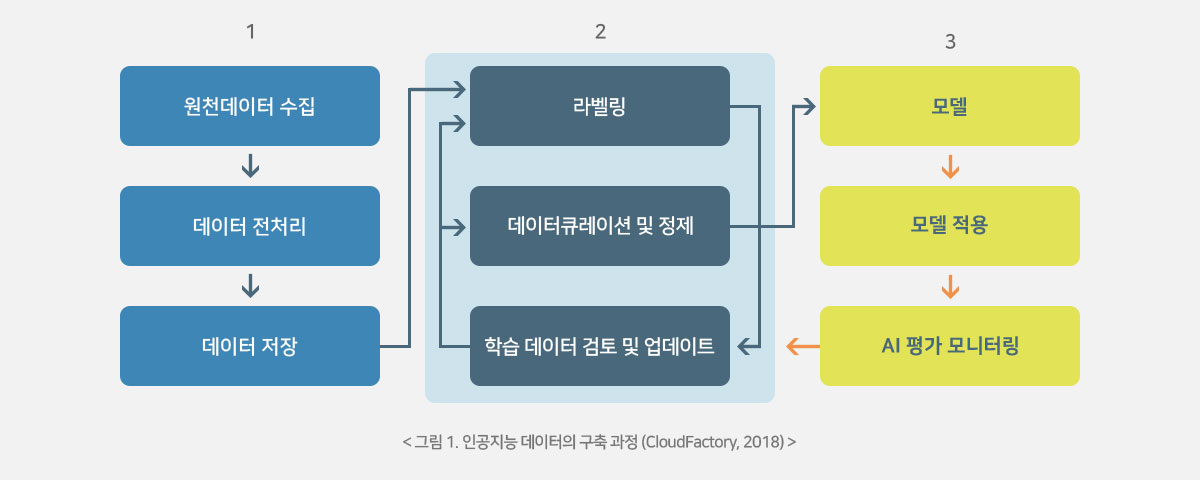 1
원천데이터 수집
데이터 전처리
데이터 저장
2
라벨링
데이터큐레이션 및 정제
학습 데이터 검토 및 업데이트
3
모델
모델 적용
AI 평가 모니터링
< 그림 1. 인공지능 데이터의 구축 과정 (CloudFactory, 2018) >